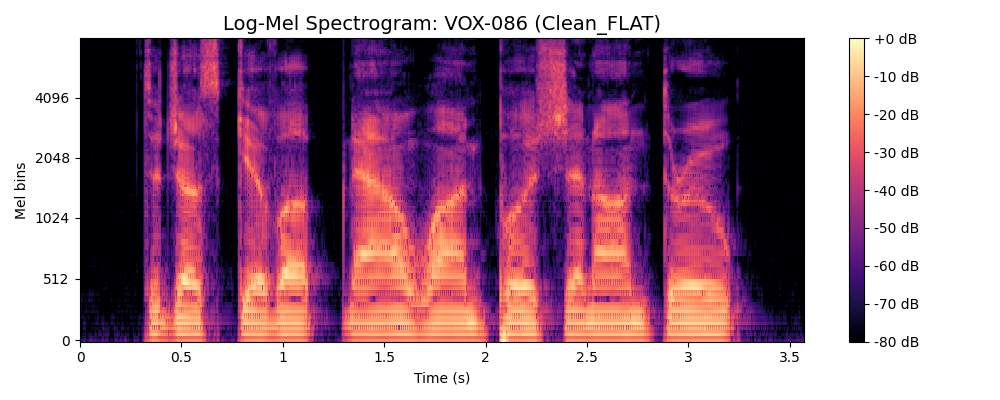 Log-Mel Spectrogram: VOX-086 (Clean_FLAT)
Mel bins
4096
2048
1024
512
0
0 0.5 1 1.5 2 2.5 3 3.5
Time (s)
+0 dB
-10 dB
-20 dB
-30 dB
-40 dB
-50 dB
-60 dB
-70 dB
-80 dB